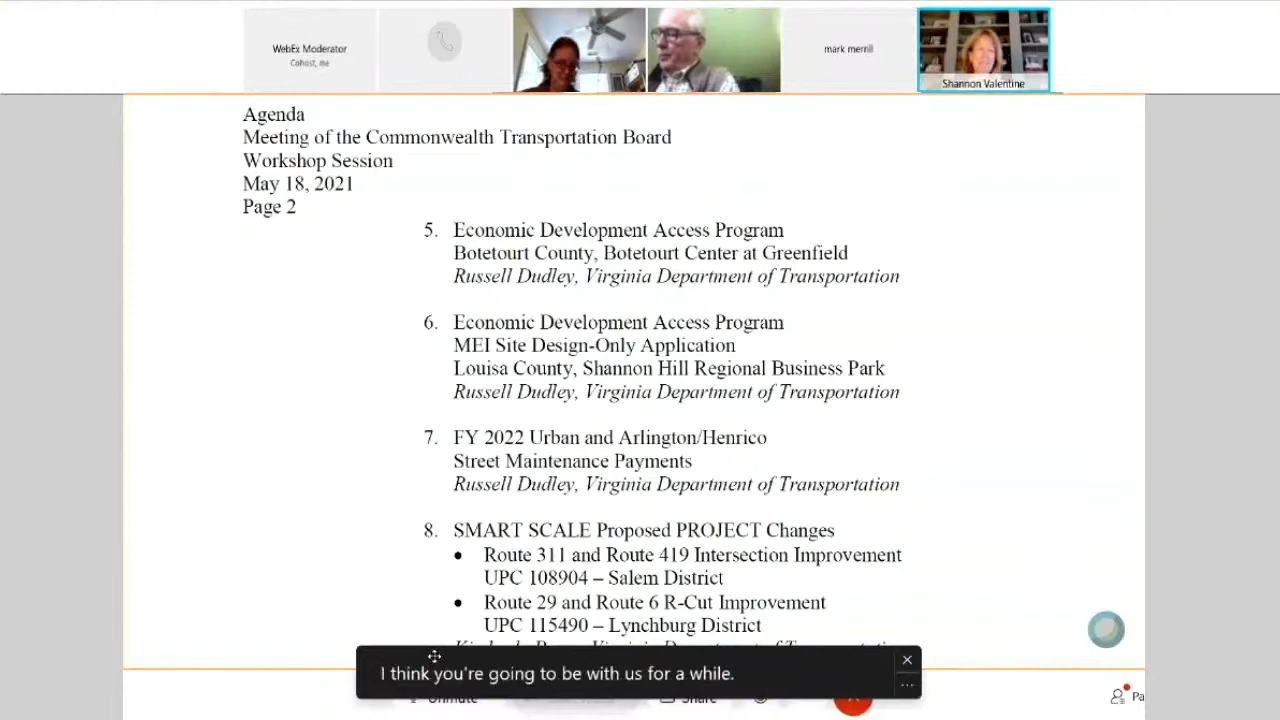 WebEx Moderator
Cohost, me
mark merrill
Shannon Valentine
Agenda
Meeting of the Commonwealth Transportation Board
Workshop Session
May 18, 2021
Page 2
5. Economic Development Access Program
Botetourt County, Botetourt Center at Greenfield
Russell Dudley, Virginia Department of Transportation
6. Economic Development Access Program
MEI Site Design-Only Application
Louisa County, Shannon Hill Regional Business Park
Russell Dudley, Virginia Department of Transportation
7. FY 2022 Urban and Arlington/Henrico
Street Maintenance Payments
Russell Dudley, Virginia Department of Transportation
8. SMART SCALE Proposed PROJECT Changes
• Route 311 and Route 419 Intersection Improvement
UPC 108904 – Salem District
• Route 29 and Route 6 R-Cut Improvement
UPC 115490 – Lynchburg District
I think you're going to be with us for a while.
Unmute
Share
Pa